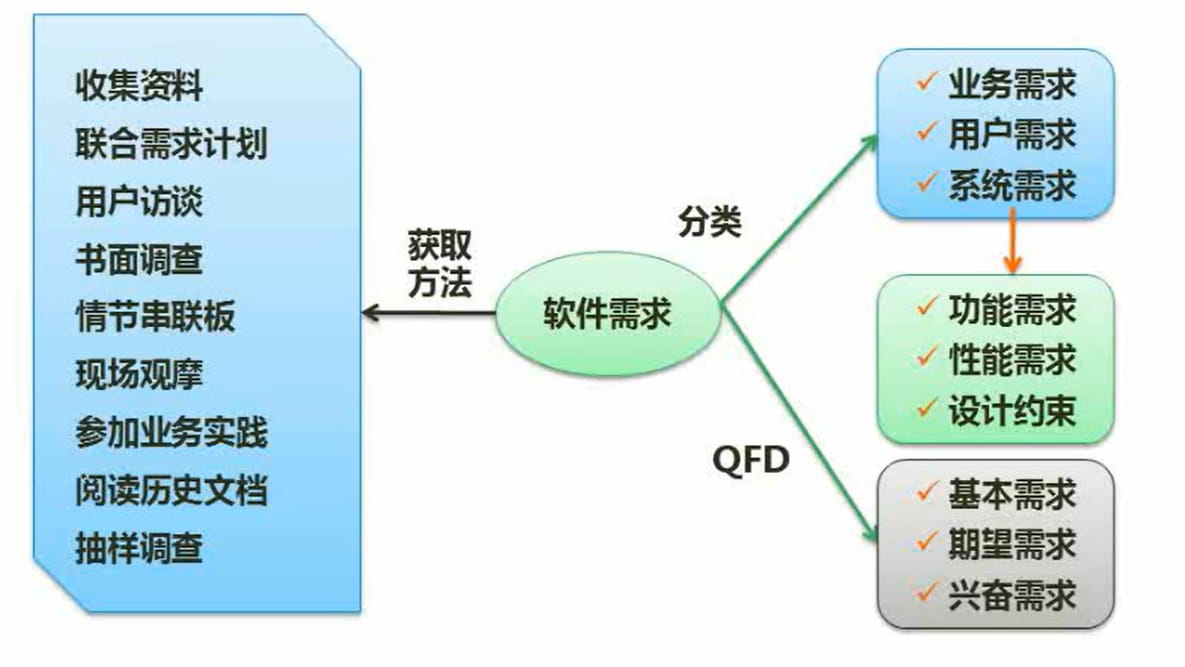 收集资料
联合需求计划
用户访谈
书面调查
情节串联板
现场观摩
参加业务实践
阅读历史文档
抽样调查
获取
方法
软件需求
分类
QFD
业务需求
用户需求
系统需求
功能需求
性能需求
设计约束
基本需求
期望需求
兴奋需求